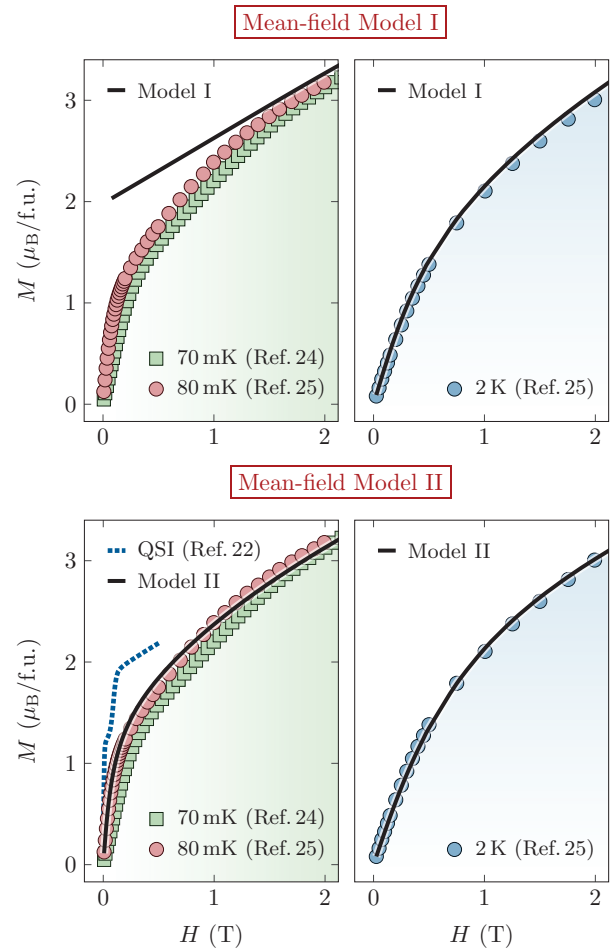 Mean-field Model I
Model I
70 mK (Ref. 24)
80 mK (Ref. 25)
M (μB/f.u.)
3
2
1
0
0
1
2
Model I
2 K (Ref. 25)
0
1
2
Mean-field Model II
QSI (Ref. 22)
Model II
70 mK (Ref. 24)
80 mK (Ref. 25)
M (μB/f.u.)
3
2
1
0
0
1
2
H (T)
Model II
2 K (Ref. 25)
0
1
2
H (T)